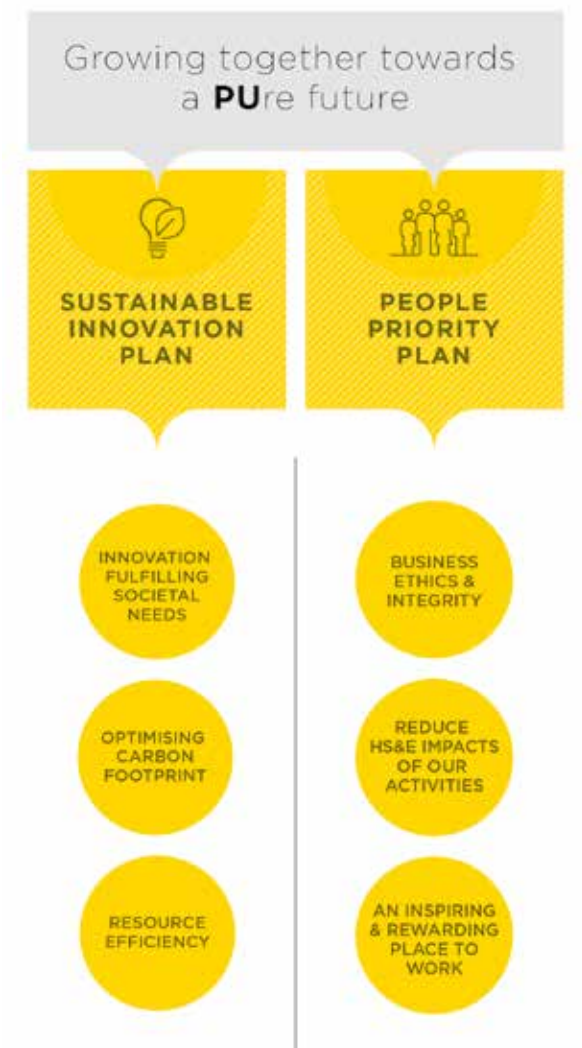 Growing together towards
a PUre future
SUSTAINABLE
INNOVATION
PLAN
INNOVATION
FULFILLING
SOCIETAL
NEEDS
OPTIMISING
CARBON
FOOTPRINT
RESOURCE
EFFICIENCY
PEOPLE
PRIORITY
PLAN
BUSINESS
ETHICS &
INTEGRITY
REDUCE
HS&E IMPACTS
OF OUR
ACTIVITIES
AN INSPIRING
& REWARDING
PLACE TO
WORK